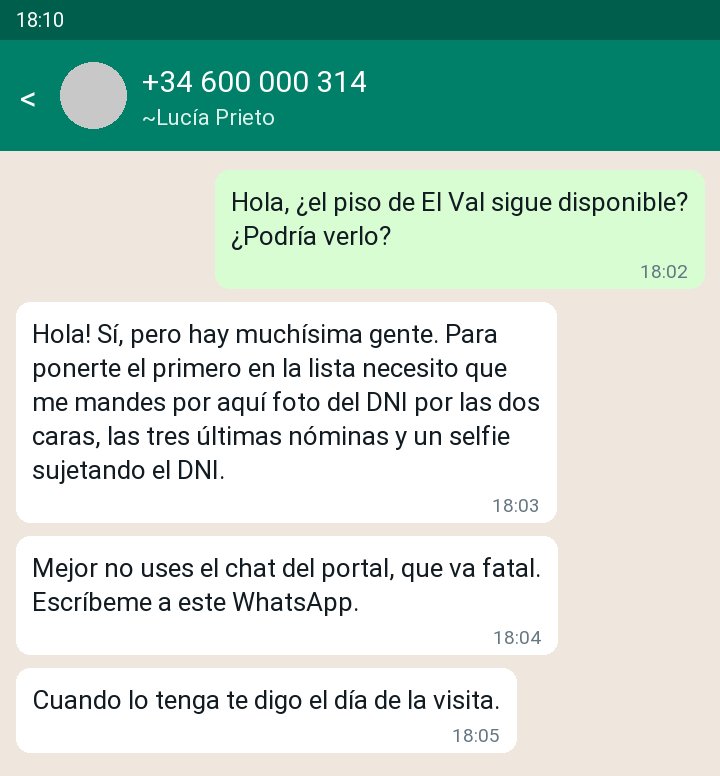 18:10
<
+34 600 000 314
~Lucía Prieto
Hola, ¿el piso de El Val sigue disponible?
¿Podría verlo?
18:02
Hola! Sí, pero hay muchísima gente. Para
ponerte el primero en la lista necesito que
me mandes por aquí foto del DNI por las dos
caras, las tres últimas nóminas y un selfie
sujetando el DNI.
18:03
Mejor no uses el chat del portal, que va fatal.
Escríbeme a este WhatsApp.
18:04
Cuando lo tenga te digo el día de la visita.
18:05